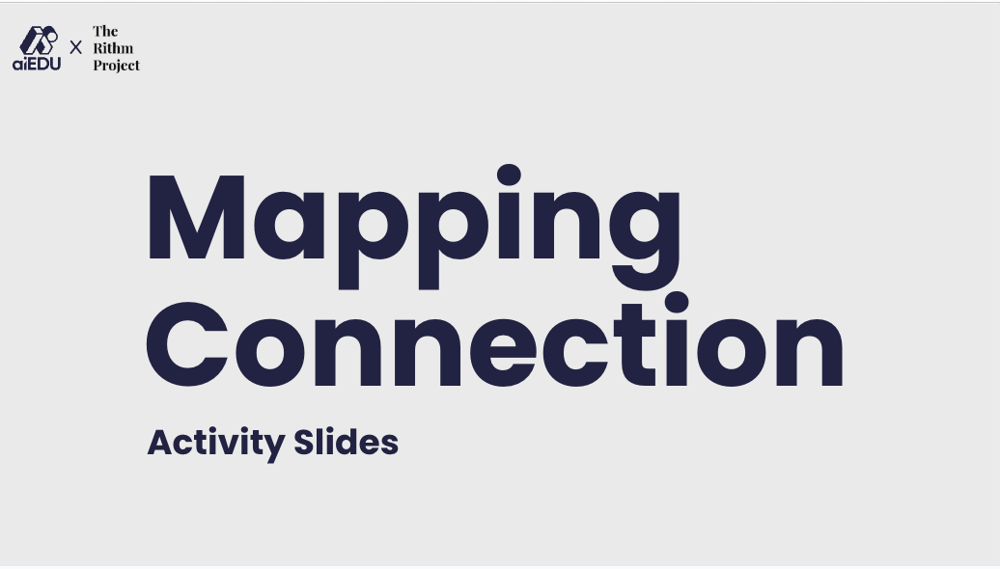 The
Rithm
Project
aiEDU
X
Mapping
Connection
Activity Slides